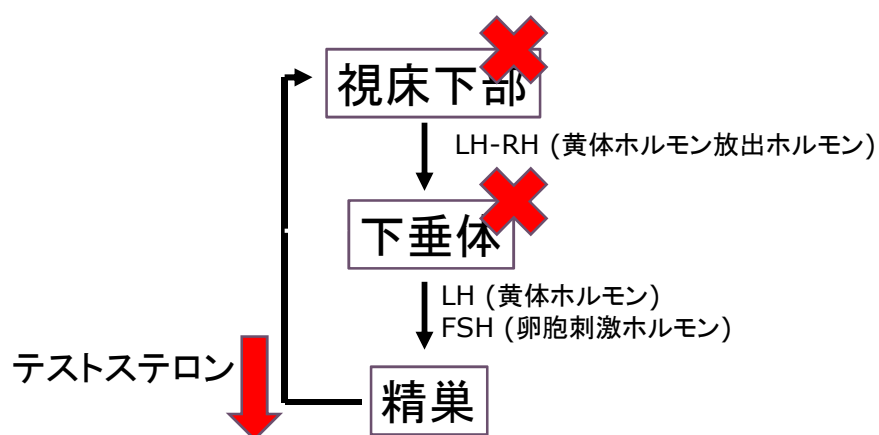 視床下部
LH-RH (黄体ホルモン放出ホルモン)
下垂体
LH (黄体ホルモン)
FSH (卵胞刺激ホルモン)
テストステロン
精巣